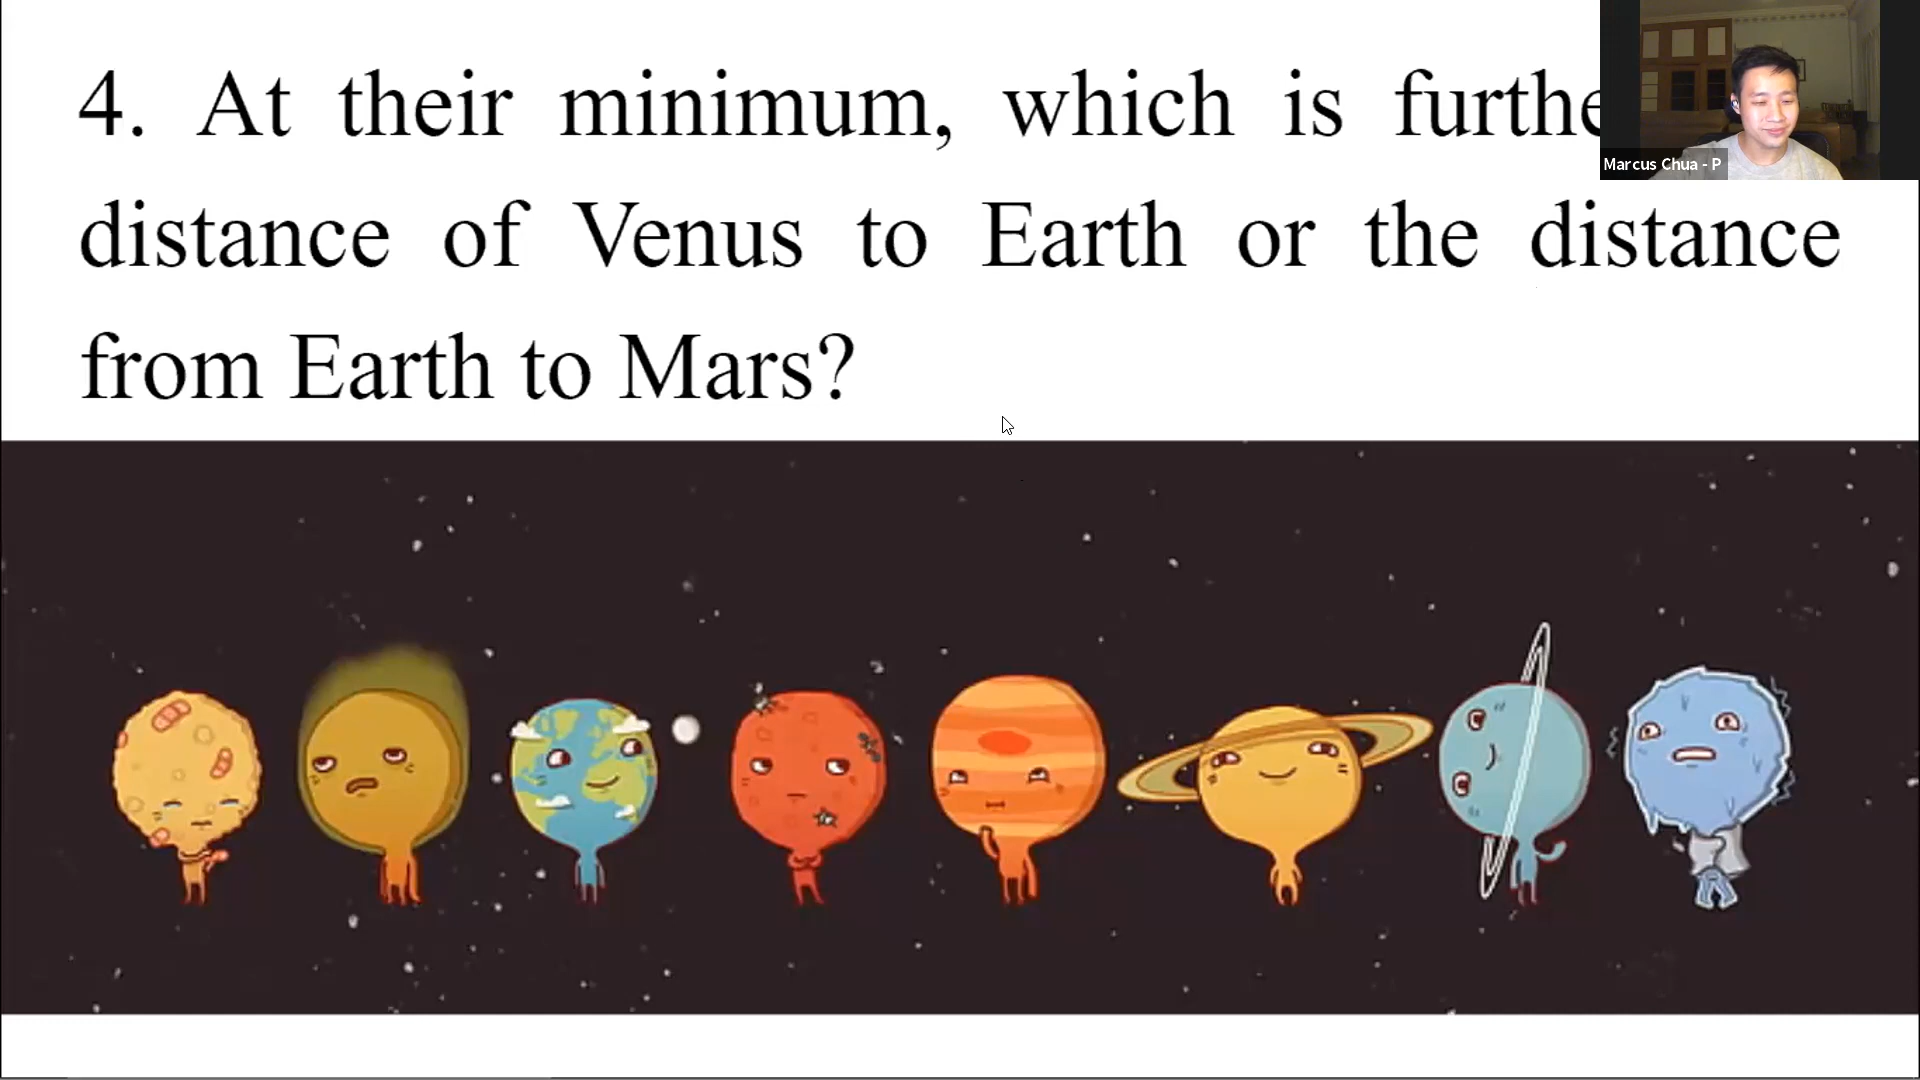 4. At their minimum, which is
distance of Venus to Earth or the distance
from Earth to Mars?
Marcus Chua - P